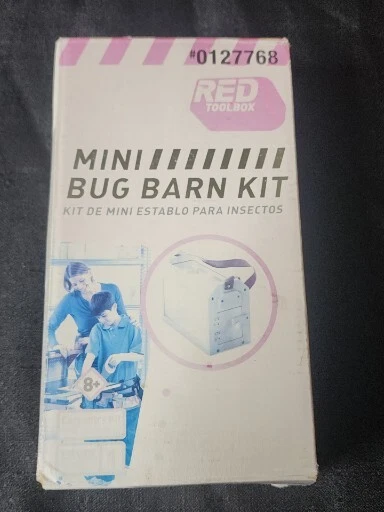 #0127768
RED
TOOLBOX
MINI
BUG BARN KIT
KIT DE MINI ESTABLO PARA INSECTOS
8+